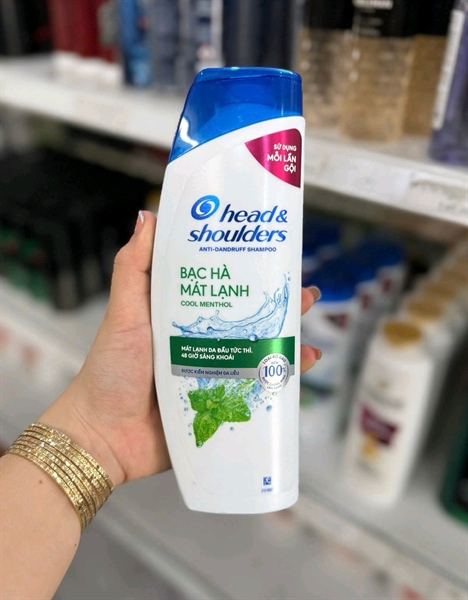 SỬ DỤNG
MỖI LẦN
GỘI
head &
shoulders
ANTI-DANDRUFF SHAMPOO
BẠC HÀ
MÁT LẠNH
COOL MENTHOL
MÁT LẠNH DA ĐẦU TỨC THÌ,
48 GIỜ SẢNG KHOÁI
ĐƯỢC KIỂM NGHIỆM DA LIỄU
100%